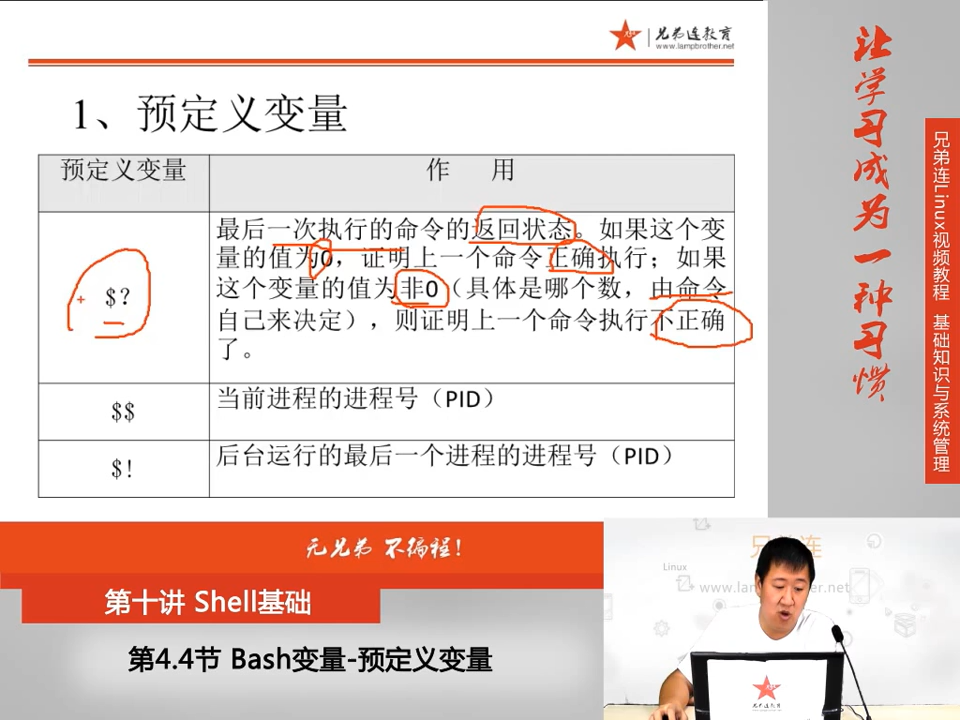 兄弟连教育
www.lampbrother.net
1、预定义变量
预定义变量
作 用
$?
最后一次执行的命令的返回状态。如果这个变
量的值为0，证明上一个命令正确执行；如果
这个变量的值为非0（具体是哪个数，由命令
自己来决定），则证明上一个命令执行不正确
了。
$$
当前进程的进程号（PID）
$!
后台运行的最后一个进程的进程号（PID）
让学习成为一种习惯
兄弟连Linux视频教程 基础知识与系统管理
无兄弟 不编程！
第十讲 Shell基础
第4.4节 Bash变量-预定义变量
兄弟连
Linux
兄弟连教育